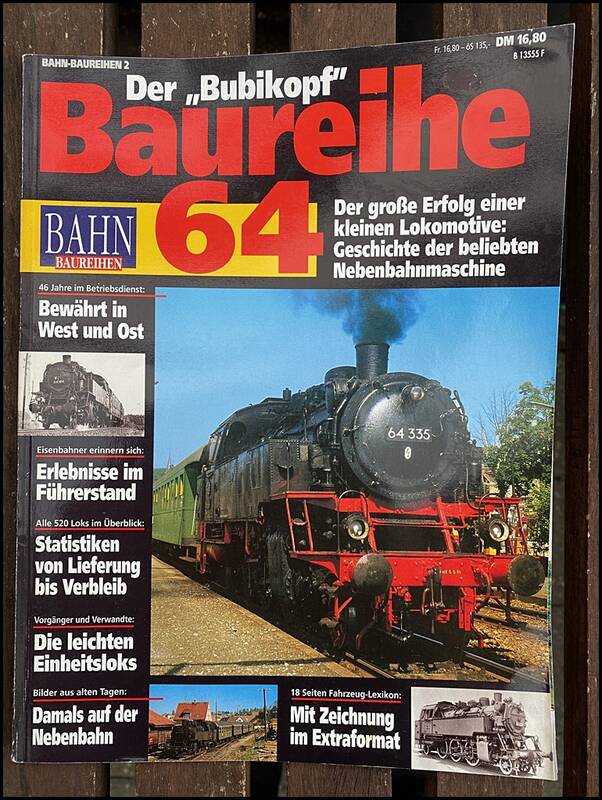 BAHN-BAUREIHEN 2
Fr. 16,80 – 65 135,- DM 16,80
B 13555 F
Der „Bubikopf"
Baureihe
64
BAHN
BAUREIHEN
Der große Erfolg einer
kleinen Lokomotive:
Geschichte der beliebten
Nebenbahnmaschine
46 Jahre im Betriebsdienst:
Bewährt in
West und Ost
64 335
Eisenbahner erinnern sich:
Erlebnisse im
Führerstand
Alle 520 Loks im Überblick:
Statistiken
von Lieferung
bis Verbleib
Vorgänger und Verwandte:
Die leichten
Einheitsloks
Bilder aus alten Tagen:
Damals auf der
Nebenbahn
18 Seiten Fahrzeug-Lexikon:
Mit Zeichnung
im Extraformat